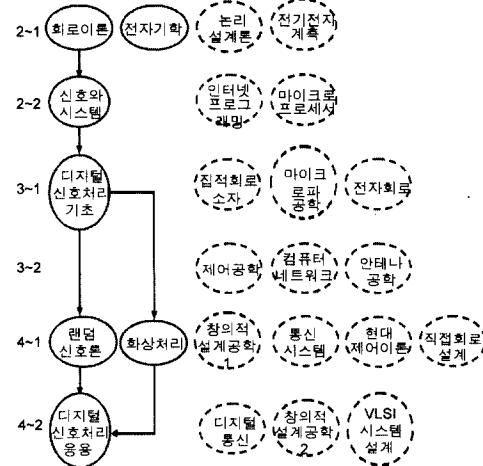 2~1
회로이론
전자기학
논리
설계론
전기전자
계측
2~2
신호와
시스템
인터넷
프로그
래밍
마이크로
프로세서
3~1
디지털
신호처리
기초
집적회로
소자
마이크
로파
공학
전자회로
3~2
제어공학
컴퓨터
네트워크
안테나
공학
4~1
랜덤
신호론
화상처리
창의적
설계공학
1
통신
시스템
현대
제어이론
직접회로
설계
4~2
디지털
신호처리
응용
디지털
통신
창의적
설계공학
2
VLSI
시스템
설계